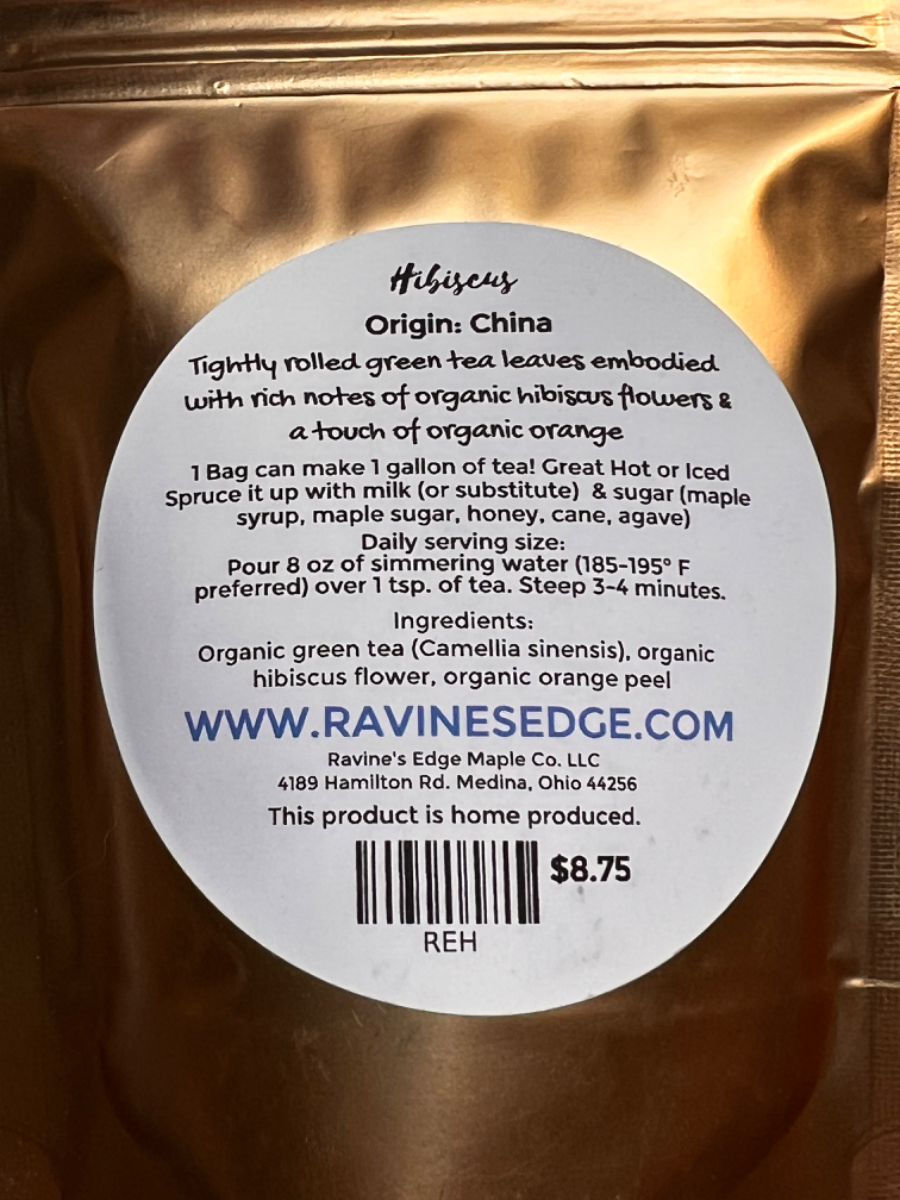 Hibiscus
Origin: China
Tightly rolled green tea leaves embodied
with rich notes of organic hibiscus flowers &
a touch of organic orange
1 Bag can make 1 gallon of tea! Great Hot or Iced
Spruce it up with milk (or substitute) & sugar (maple
syrup, maple sugar, honey, cane, agave)
Daily serving size:
Pour 8 oz of simmering water (185-195° F
preferred) over 1 tsp. of tea. Steep 3-4 minutes.
Ingredients:
Organic green tea (Camellia sinensis), organic
hibiscus flower, organic orange peel
WWW.RAVINESEDGE.COM
Ravine's Edge Maple Co. LLC
4189 Hamilton Rd. Medina, Ohio 44256
This product is home produced.
$8.75
REH